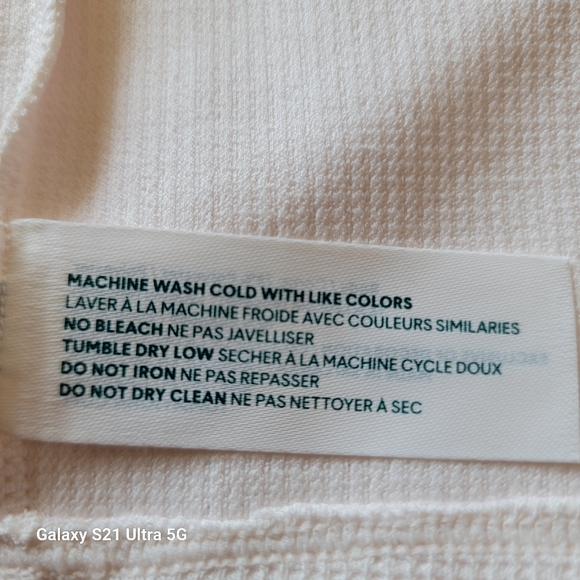 MACHINE WASH COLD WITH LIKE COLORS
LAVER À LA MACHINE FROIDE AVEC COULEURS SIMILARIES
NO BLEACH NE PAS JAVELLISER
TUMBLE DRY LOW SECHER À LA MACHINE CYCLE DOUX
DO NOT IRON NE PAS REPASSER
DO NOT DRY CLEAN NE PAS NETTOYER À SEC
Galaxy S21 Ultra 5G